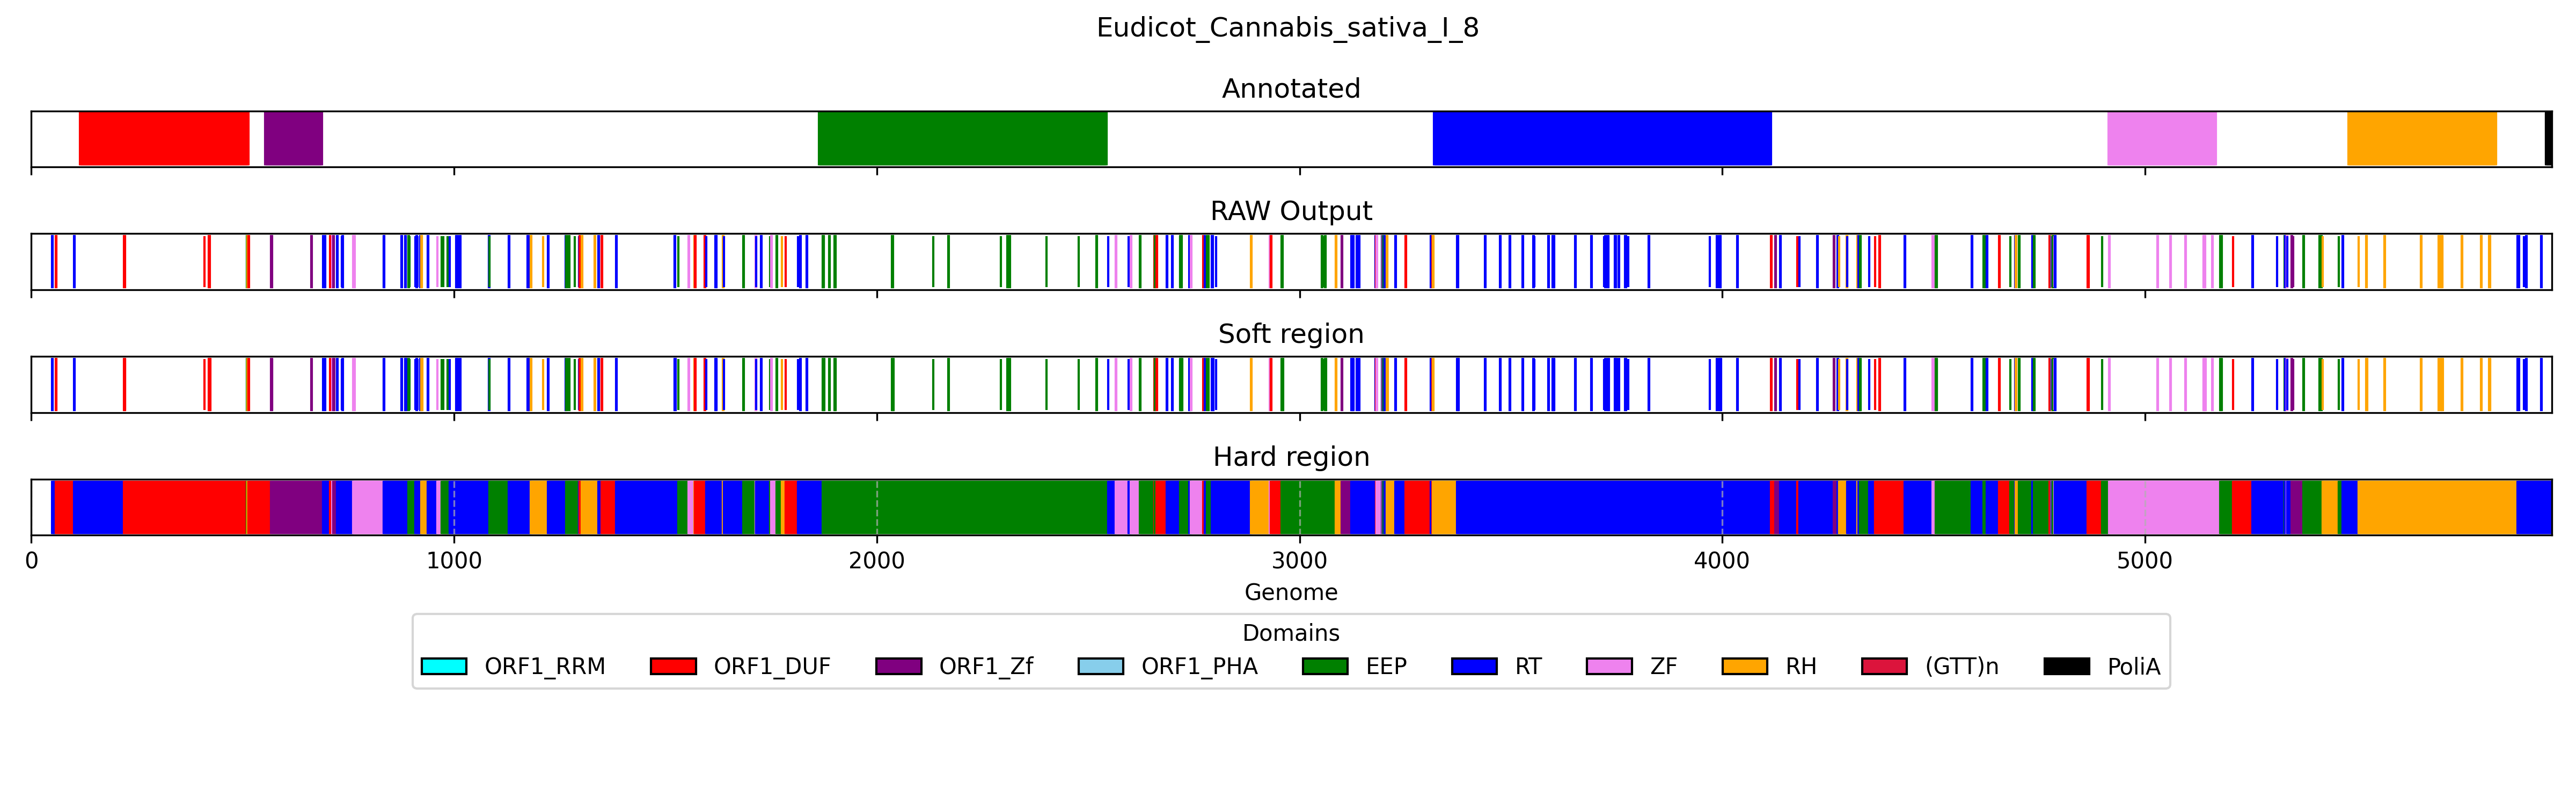 Eudicot_Cannabis_sativa_I_8
Annotated
RAW Output
Soft region
Hard region
0 1000 2000 3000 4000 5000
Genome
Domains
ORF1_RRM ORF1_DUF ORF1_Zf ORF1_PHA EEP RT ZF RH (GTT)n PoliA